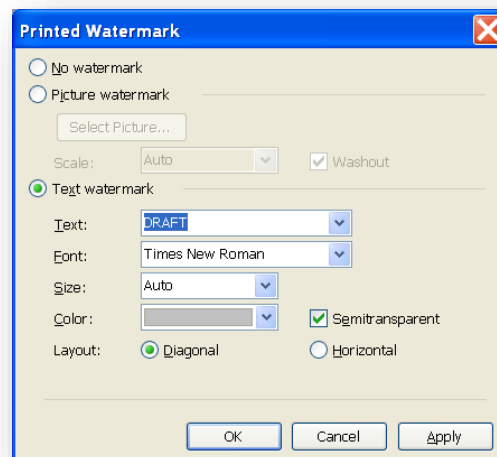 Printed Watermark
No watermark
Picture watermark
Select Picture...
Scale: Auto Washout
Text watermark
Text: DRAFT
Font: Times New Roman
Size: Auto
Color: Semitransparent
Layout: Diagonal Horizontal
OK Cancel Apply